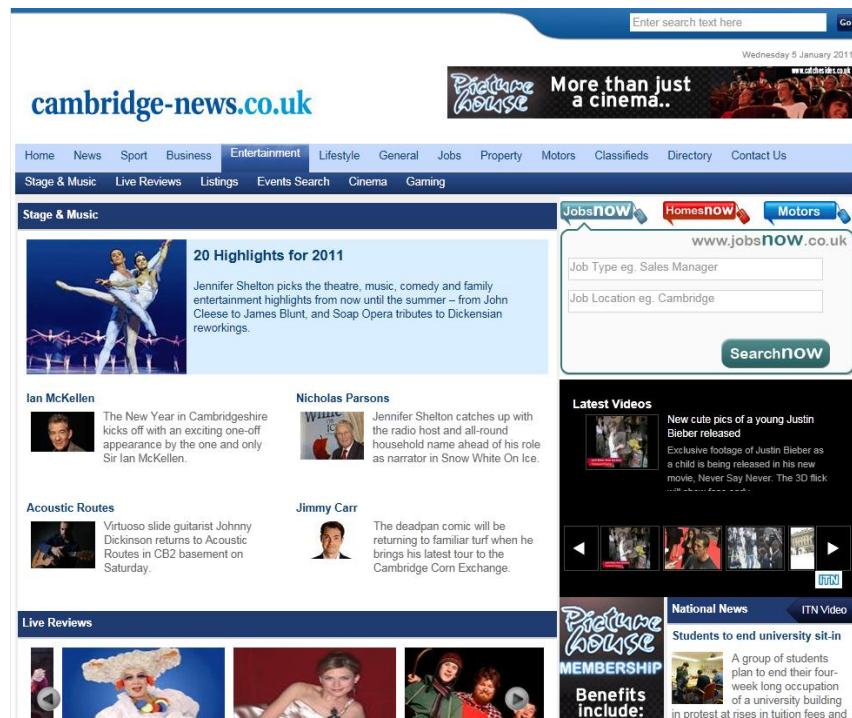 Enter search text here
Go
Wednesday 5 January 2011
cambridge-news.co.uk
Picture house
More than just
a cinema..
www.catchesides.co.uk
Home News Sport Business Entertainment Lifestyle General Jobs Property Motors Classifieds Directory Contact Us
Stage & Music Live Reviews Listings Events Search Cinema Gaming
Stage & Music
20 Highlights for 2011
Jennifer Shelton picks the theatre, music, comedy and family
entertainment highlights from now until the summer – from John
Cleese to James Blunt, and Soap Opera tributes to Dickensian
reworkings.
Ian McKellen
The New Year in Cambridgeshire
kicks off with an exciting one-off
appearance by the one and only
Sir Ian McKellen.
Nicholas Parsons
Jennifer Shelton catches up with
the radio host and all-round
household name ahead of his role
as narrator in Snow White On Ice.
Acoustic Routes
Virtuoso slide guitarist Johnny
Dickinson returns to Acoustic
Routes in CB2 basement on
Saturday.
Jimmy Carr
The deadpan comic will be
returning to familiar turf when he
brings his latest tour to the
Cambridge Corn Exchange.
Live Reviews
Jobsnow Homesnow Motors
www.jobsnow.co.uk
Job Type eg. Sales Manager
Job Location eg. Cambridge
Searchnow
Latest Videos
New cute pics of a young Justin
Bieber released
Exclusive footage of Justin Bieber as
a child is being released in his new
movie, Never Say Never. The 3D flick
ITN
Picture house
MEMBERSHIP
Benefits
include:
National News
ITN Video
Students to end university sit-in
A group of students
plan to end their four-
week long occupation
of a university building
in protest at rises in tuition fees and